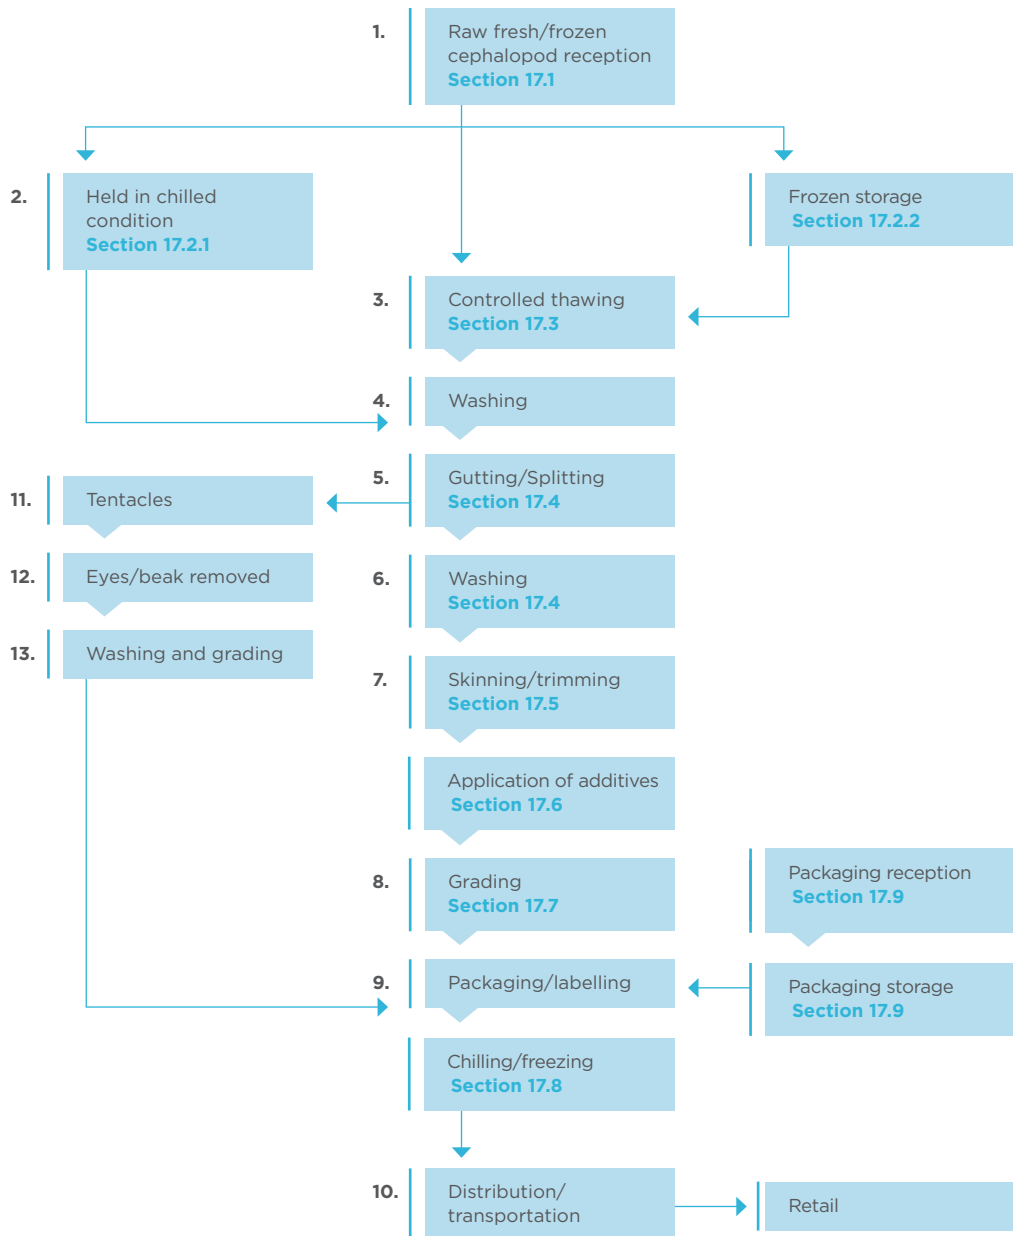 1.
Raw fresh/frozen
cephalopod reception
Section 17.1
2.
Held in chilled
condition
Section 17.2.1
Frozen storage
Section 17.2.2
3.
Controlled thawing
Section 17.3
4.
Washing
5.
Gutting/Splitting
Section 17.4
11.
Tentacles
12.
Eyes/beak removed
13.
Washing and grading
6.
Washing
Section 17.4
7.
Skinning/trimming
Section 17.5
Application of additives
Section 17.6
8.
Grading
Section 17.7
Packaging reception
Section 17.9
9.
Packaging/labelling
Packaging storage
Section 17.9
Chilling/freezing
Section 17.8
10.
Distribution/
transportation
Retail